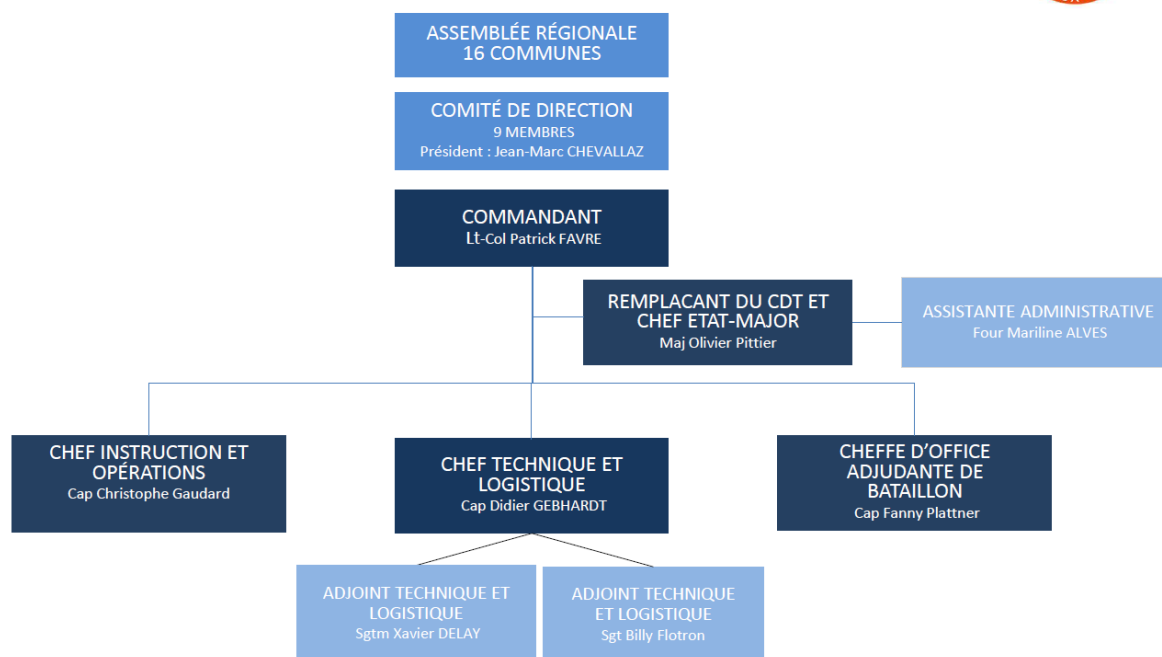 ASSEMBLÉE RÉGIONALE
16 COMMUNES
COMITÉ DE DIRECTION
9 MEMBRES
Président : Jean-Marc CHEVALLAZ
COMMANDANT
Lt-Col Patrick FAVRE
REMPLACANT DU CDT ET
CHEF ETAT-MAJOR
Maj Olivier Pittier
ASSISTANTE ADMINISTRATIVE
Four Mariline ALVES
CHEF INSTRUCTION ET
OPÉRATIONS
Cap Christophe Gaudard
CHEF TECHNIQUE ET
LOGISTIQUE
Cap Didier GEBHARDT
CHEFFE D'OFFICE
ADJUDANTE DE
BATAILLON
Cap Fanny Plattner
ADJOINT TECHNIQUE ET
LOGISTIQUE
Sgtm Xavier DELAY
ADJOINT TECHNIQUE
ET LOGISTIQUE
Sgt Billy Flotron